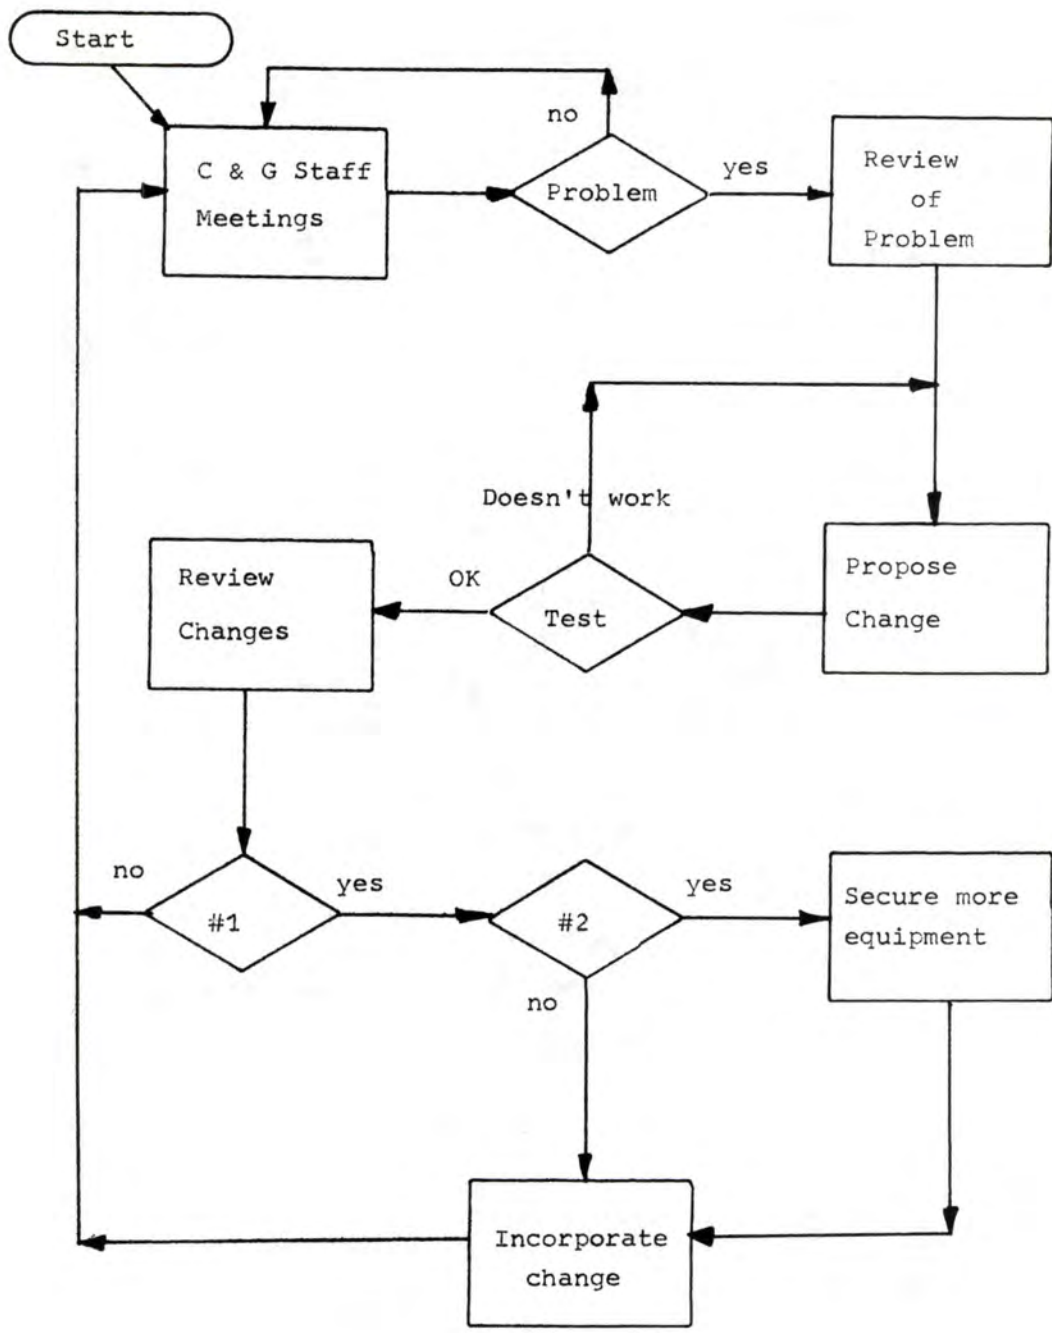 Start
no
C & G Staff
Meetings
Problem
yes
Review
of
Problem
Doesn't work
Review
Changes
OK
Test
Propose
Change
no
#1
yes
#2
yes
no
Secure more
equipment
Incorporate
change